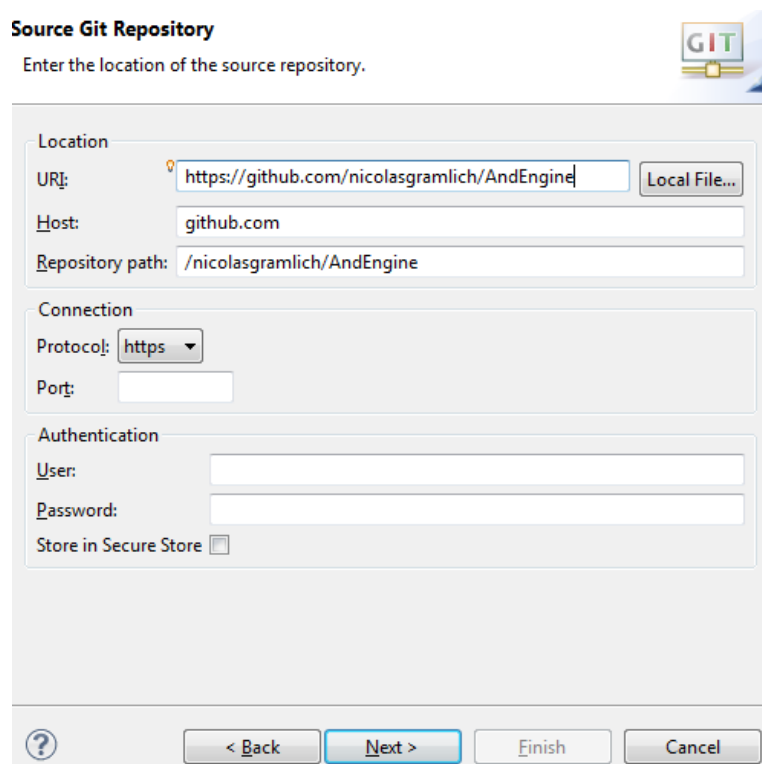 Source Git Repository
Enter the location of the source repository.
GIT
Location
URI: https://github.com/nicolasgramlich/AndEngine Local File...
Host: github.com
Repository path: /nicolasgramlich/AndEngine
Connection
Protocol: https
Port:
Authentication
User:
Password:
Store in Secure Store
? < Back Next > Finish Cancel